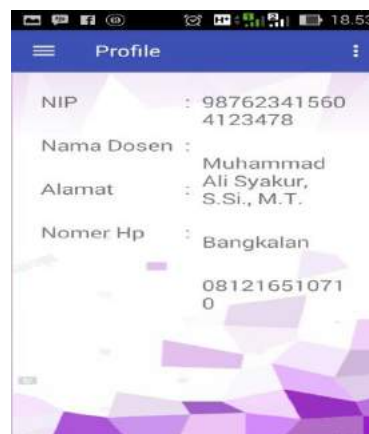 18.53
Profile
NIP : 98762341560
4123478
Nama Dosen :
Muhammad
Alamat : Ali Syakur,
S.Si., M.T.
Nomer Hp : Bangkalan
08121651071
0